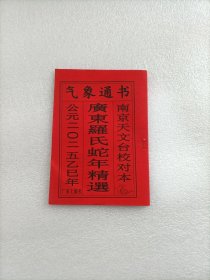 气象通书
南京天文台校对本
廣東羅氏蛇年精選
公元二〇二五乙巳年